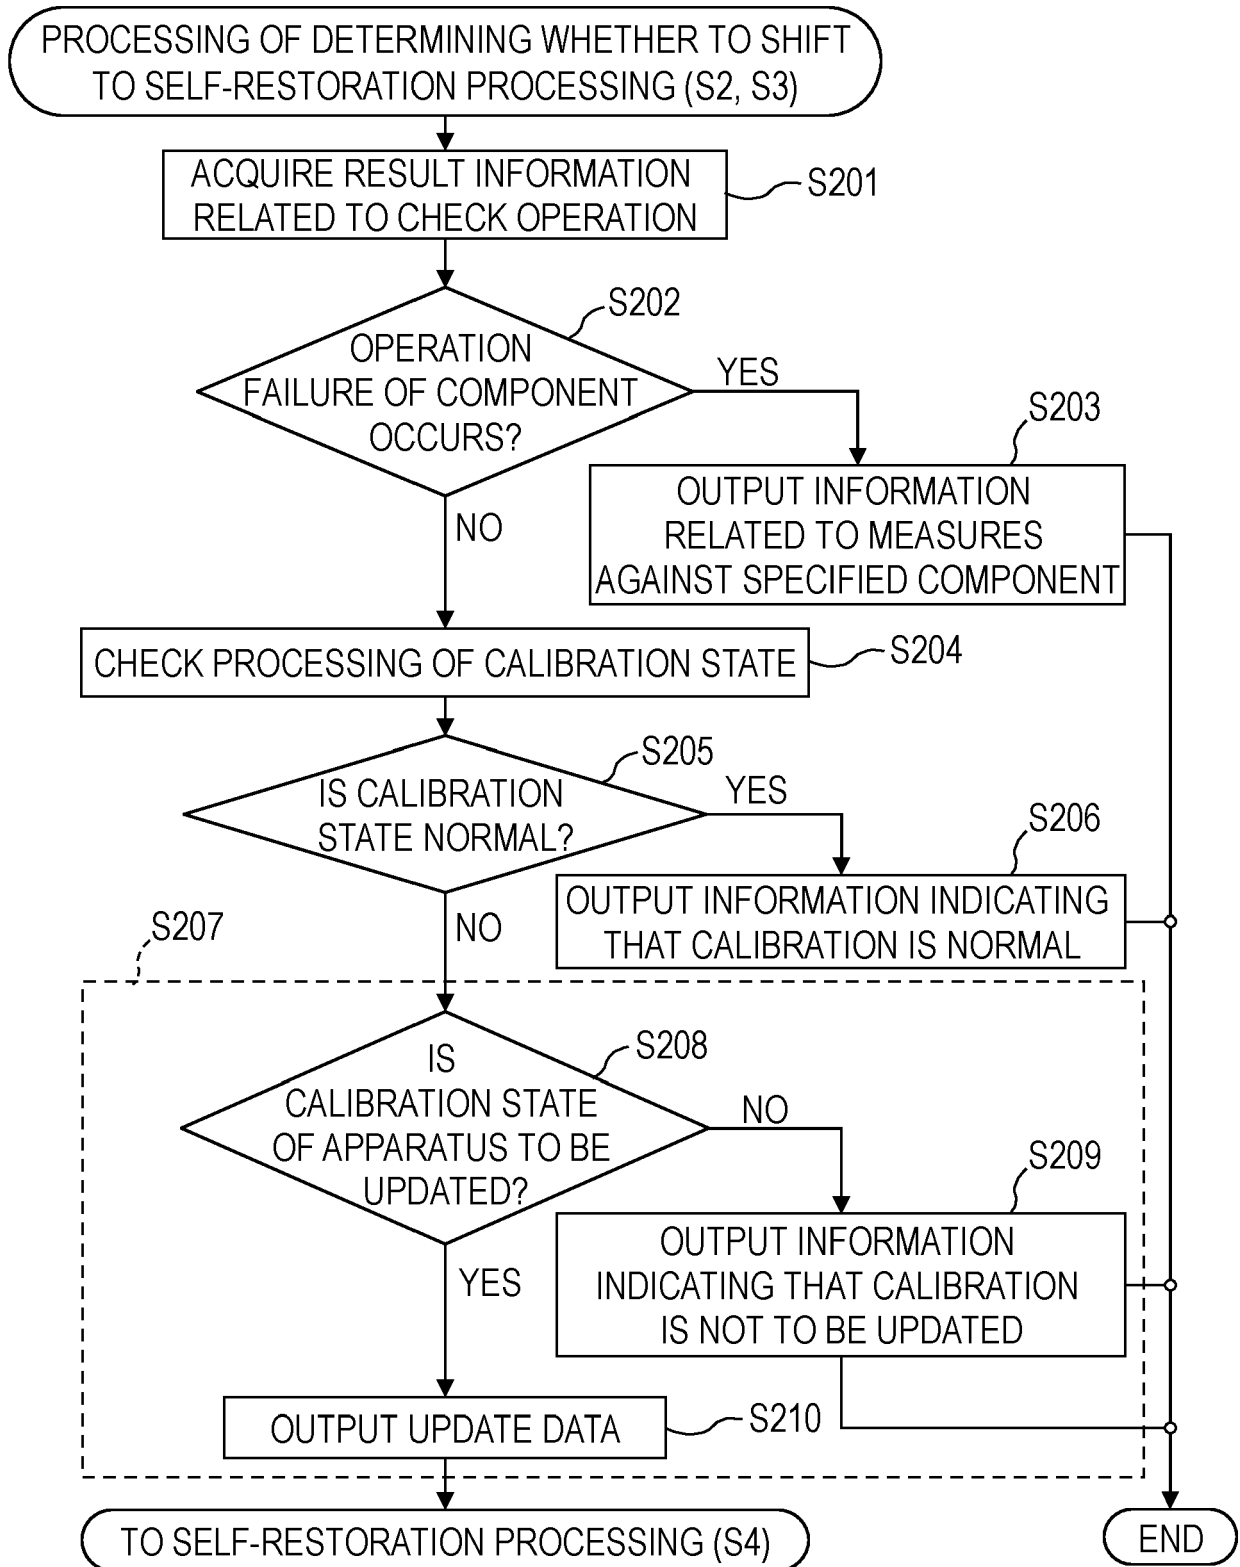 PROCESSING OF DETERMINING WHETHER TO SHIFT
TO SELF-RESTORATION PROCESSING (S2, S3)
ACQUIRE RESULT INFORMATION
RELATED TO CHECK OPERATION
S201
S202
OPERATION
FAILURE OF COMPONENT
OCCURS?
YES
NO
S203
OUTPUT INFORMATION
RELATED TO MEASURES
AGAINST SPECIFIED COMPONENT
CHECK PROCESSING OF CALIBRATION STATE
S204
S205
IS CALIBRATION
STATE NORMAL?
YES
NO
S206
OUTPUT INFORMATION INDICATING
THAT CALIBRATION IS NORMAL
S207
S208
IS
CALIBRATION STATE
OF APPARATUS TO BE
UPDATED?
NO
YES
S209
OUTPUT INFORMATION
INDICATING THAT CALIBRATION
IS NOT TO BE UPDATED
OUTPUT UPDATE DATA
S210
TO SELF-RESTORATION PROCESSING (S4)
END